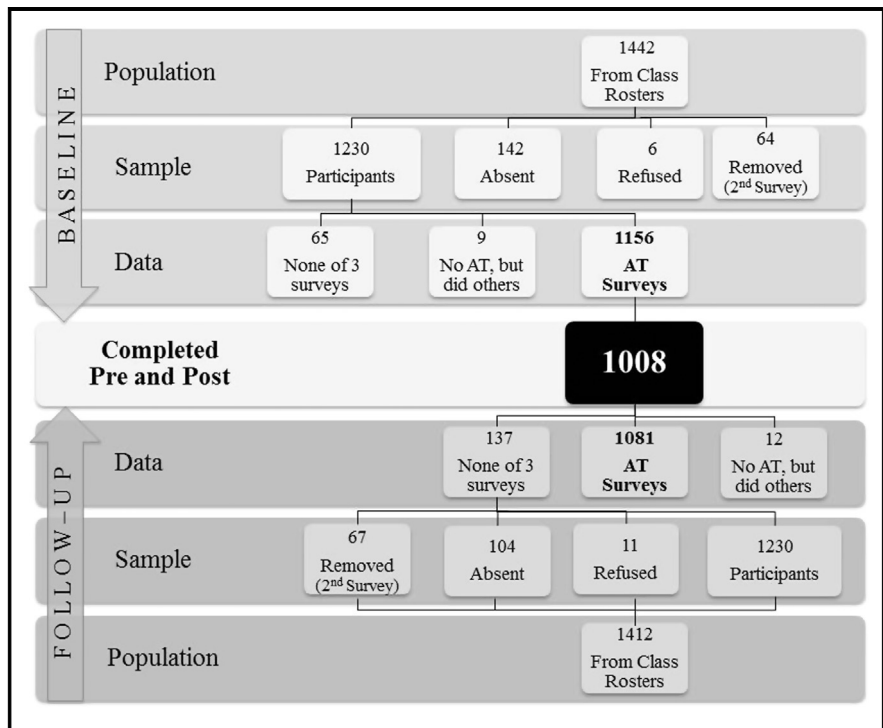 BASELINE
Population
1442
From Class
Rosters
Sample
1230
Participants
142
Absent
6
Refused
64
Removed
(2nd Survey)
Data
65
None of 3
surveys
9
No AT, but
did others
1156
AT
Surveys
Completed
Pre and Post
1008
FOLLOW-UP
Data
137
None of 3
surveys
1081
AT
Surveys
12
No AT, but
did others
Sample
67
Removed
(2nd Survey)
104
Absent
11
Refused
1230
Participants
Population
1412
From Class
Rosters